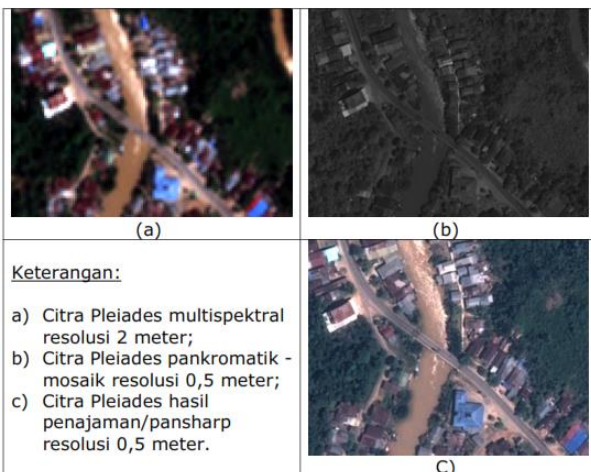 (a)
(b)
Keterangan:
a) Citra Pleiades multispektral
resolusi 2 meter;
b) Citra Pleiades pankromatik -
mosaik resolusi 0,5 meter;
c) Citra Pleiades hasil
penajaman/pansharp
resolusi 0,5 meter.
C)